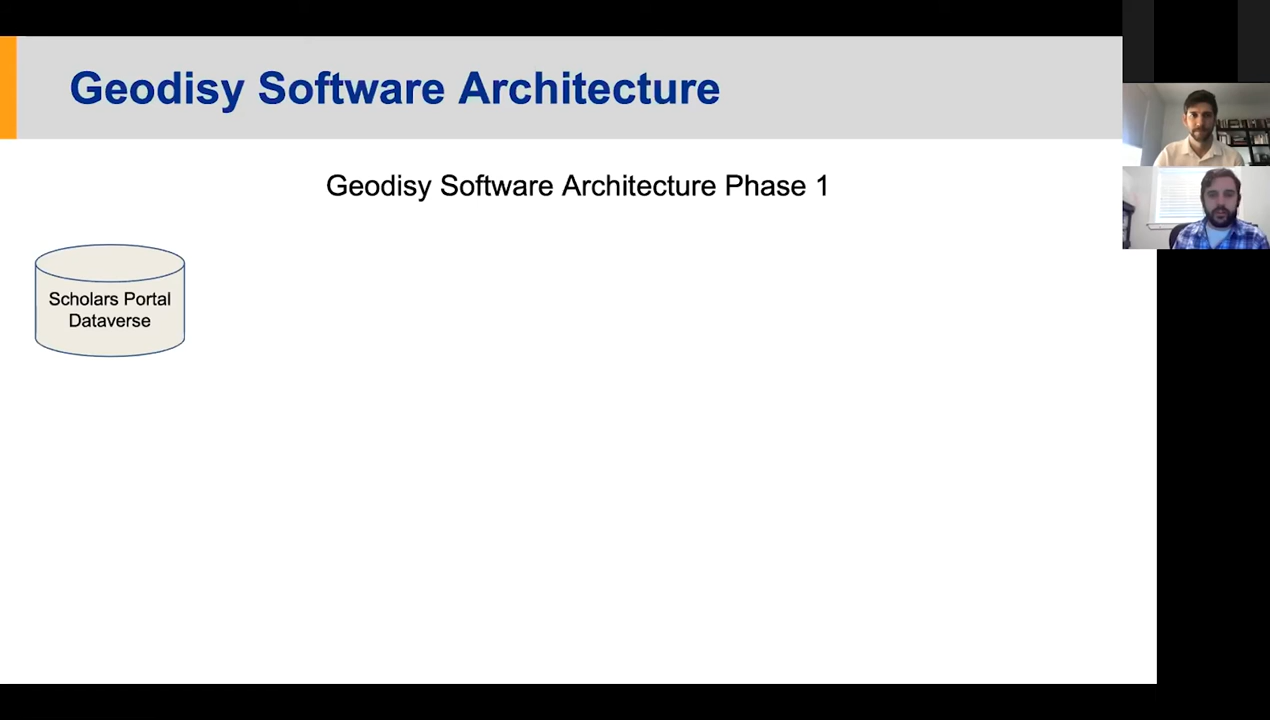 Geodisy Software Architecture
Geodisy Software Architecture Phase 1
Scholars Portal
Dataverse